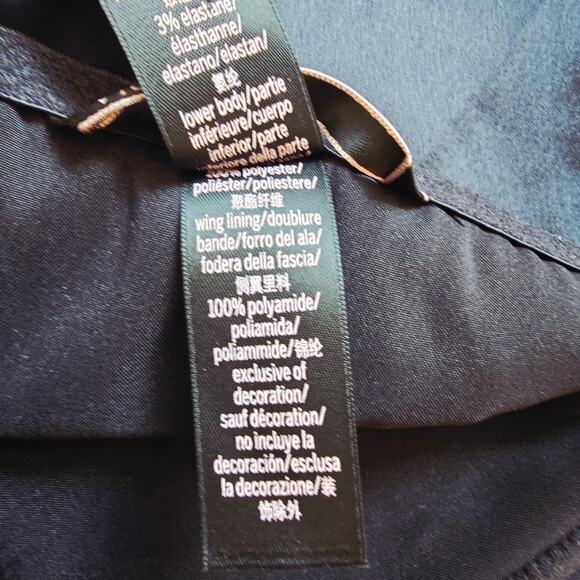 3% elastane/
élasthanne/
elastano/elastan/
氨纶
lower body/partie
inférieure/cuerpo
inferior/parte
inferiore della parte
100% polyester/
poliéster/poliestere/
聚酯纤维
wing lining/doublure
bande/forro del ala/
fodera della fascia/
侧翼里料
100% polyamide/
poliamida/
poliammide/锦纶
exclusive of
decoration/
sauf décoration/
no incluye la
decoración/esclusa
la decorazione/装
饰除外